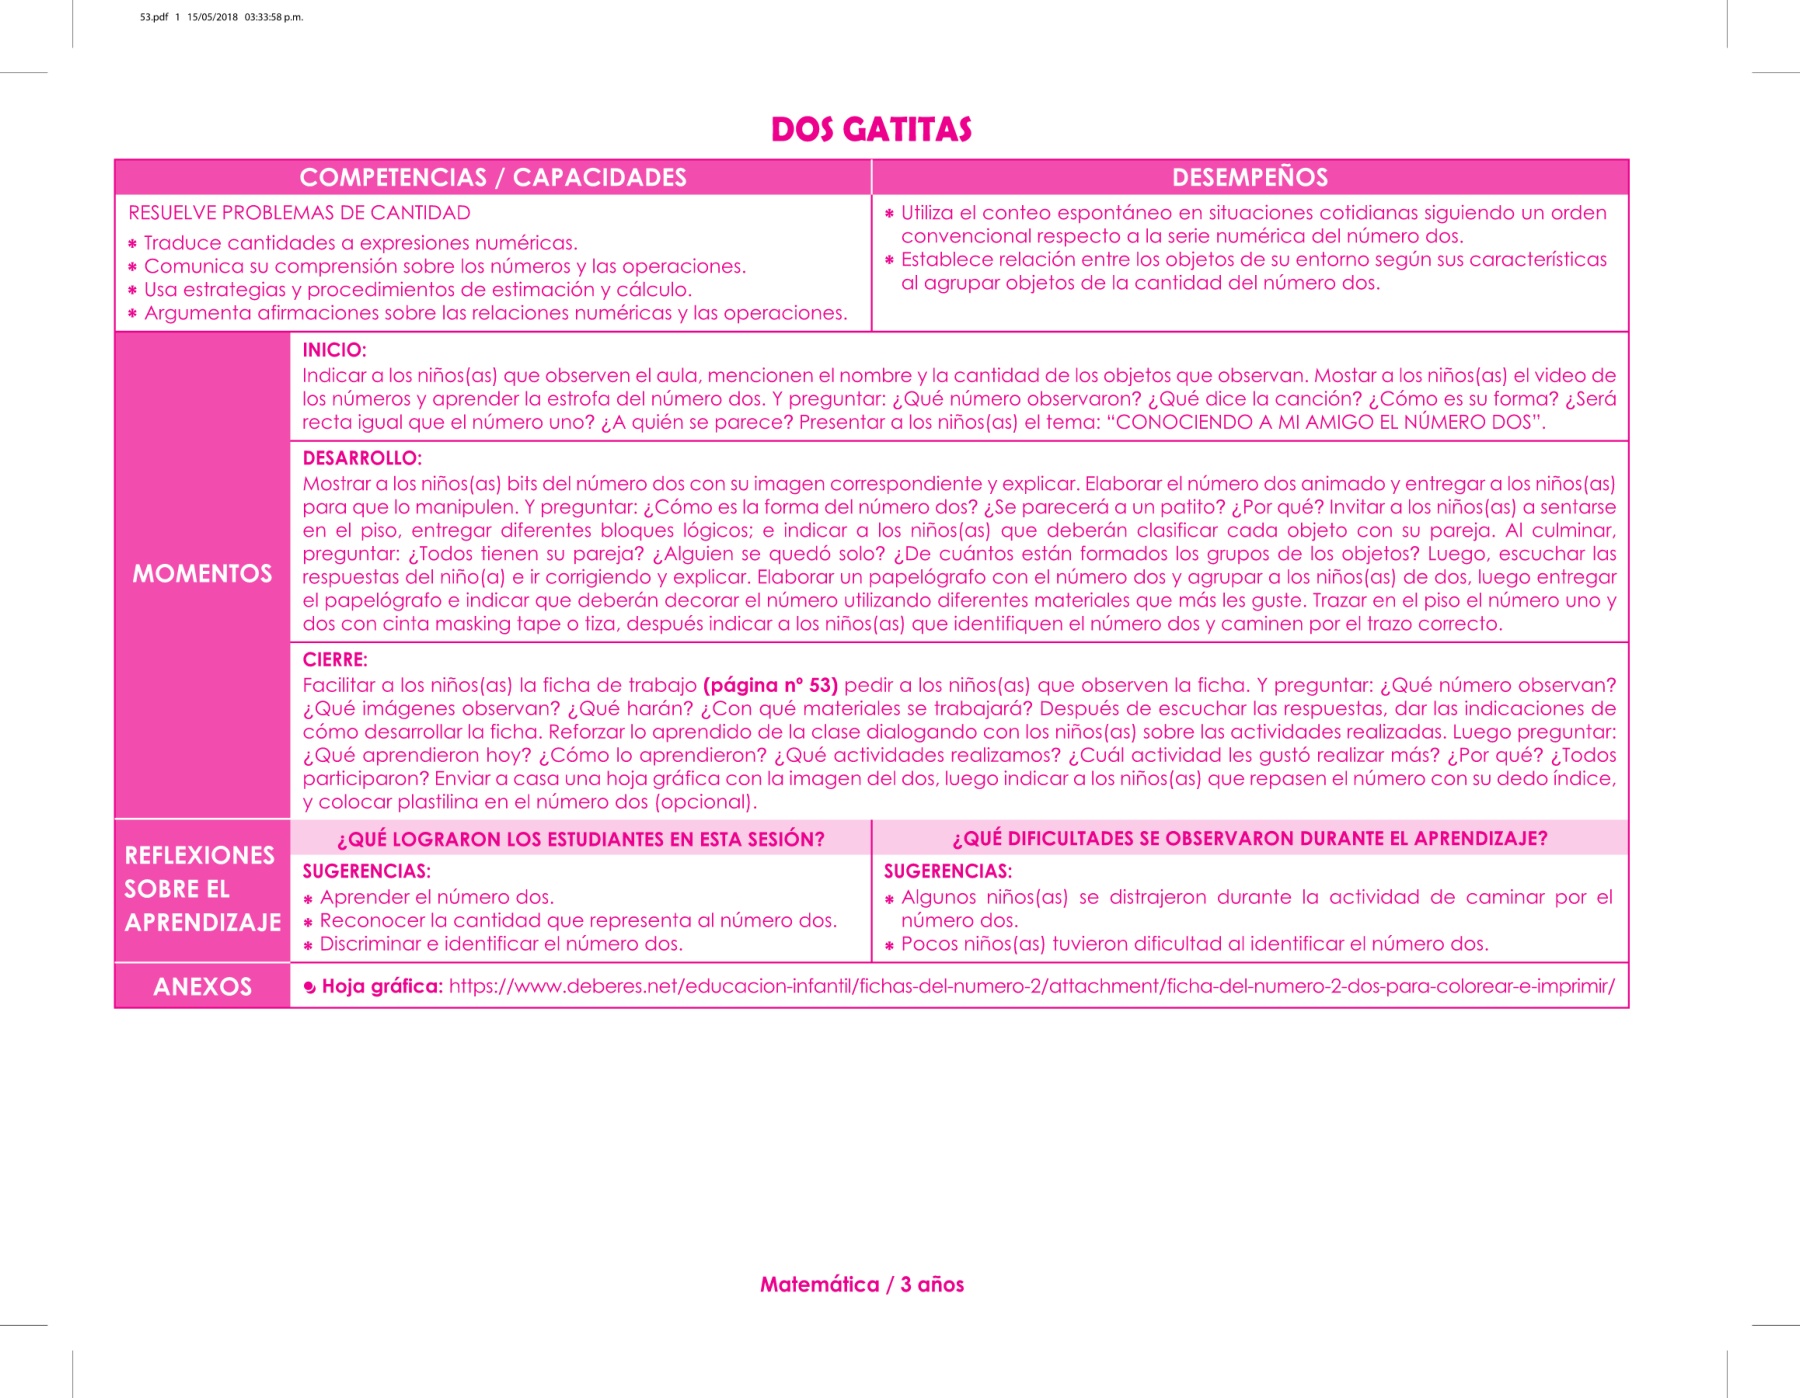 53.pdf   1   15/05/2018   03:33:58 p.m.
DOS GATITAS
COMPETENCIAS / CAPACIDADES
RESUELVE PROBLEMAS DE CANTIDAD
* Traduce cantidades a expresiones numéricas.
* Comunica su comprensión sobre los números y las operaciones.
* Usa estrategias y procedimientos de estimación y cálculo.
* Argumenta afirmaciones sobre las relaciones numéricas y las operaciones.
DESEMPEÑOS
* Utiliza el conteo espontáneo en situaciones cotidianas siguiendo un orden
convencional respecto a la serie numérica del número dos.
* Establece relación entre los objetos de su entorno según sus características
al agrupar objetos de la cantidad del número dos.
MOMENTOS
INICIO:
Indicar a los niños(as) que observen el aula, mencionen el nombre y la cantidad de los objetos que observan. Mostar a los niños(as) el video de
los números y aprender la estrofa del número dos. Y preguntar: ¿Qué número observaron? ¿Qué dice la canción? ¿Cómo es su forma? ¿Será
recta igual que el número uno? ¿A quién se parece? Presentar a los niños(as) el tema: “CONOCIENDO A MI AMIGO EL NÚMERO DOS”.
DESARROLLO:
Mostrar a los niños(as) bits del número dos con su imagen correspondiente y explicar. Elaborar el número dos animado y entregar a los niños(as)
para que lo manipulen. Y preguntar: ¿Cómo es la forma del número dos? ¿Se parecerá a un patito? ¿Por qué? Invitar a los niños(as) a sentarse
en el piso, entregar diferentes bloques lógicos; e indicar a los niños(as) que deberán clasificar cada objeto con su pareja. Al culminar,
preguntar: ¿Todos tienen su pareja? ¿Alguien se quedó solo? ¿De cuántos están formados los grupos de los objetos? Luego, escuchar las
respuestas del niño(a) e ir corrigiendo y explicar. Elaborar un papelógrafo con el número dos y agrupar a los niños(as) de dos, luego entregar
el papelógrafo e indicar que deberán decorar el número utilizando diferentes materiales que más les guste. Trazar en el piso el número uno y
dos con cinta masking tape o tiza, después indicar a los niños(as) que identifiquen el número dos y caminen por el trazo correcto.
CIERRE:
Facilitar a los niños(as) la ficha de trabajo (página nº 53) pedir a los niños(as) que observen la ficha. Y preguntar: ¿Qué número observan?
¿Qué imágenes observan? ¿Qué harán? ¿Con qué materiales se trabajará? Después de escuchar las respuestas, dar las indicaciones de
cómo desarrollar la ficha. Reforzar lo aprendido de la clase dialogando con los niños(as) sobre las actividades realizadas. Luego preguntar:
¿Qué aprendieron hoy? ¿Cómo lo aprendieron? ¿Qué actividades realizamos? ¿Cuál actividad les gustó realizar más? ¿Por qué? ¿Todos
participaron? Enviar a casa una hoja gráfica con la imagen del dos, luego indicar a los niños(as) que repasen el número con su dedo índice,
y colocar plastilina en el número dos (opcional).
REFLEXIONES
SOBRE EL
APRENDIZAJE
¿QUÉ LOGRARON LOS ESTUDIANTES EN ESTA SESIÓN?
SUGERENCIAS:
* Aprender el número dos.
* Reconocer la cantidad que representa al número dos.
* Discriminar e identificar el número dos.
¿QUÉ DIFICULTADES SE OBSERVARON DURANTE EL APRENDIZAJE?
SUGERENCIAS:
* Algunos niños(as) se distrajeron durante la actividad de caminar por el
número dos.
* Pocos niños(as) tuvieron dificultad al identificar el número dos.
ANEXOS
Hoja gráfica: https://www.deberes.net/educacion-infantil/fichas-del-numero-2/attachment/ficha-del-numero-2-dos-para-colorear-e-imprimir/
Matemática / 3 años